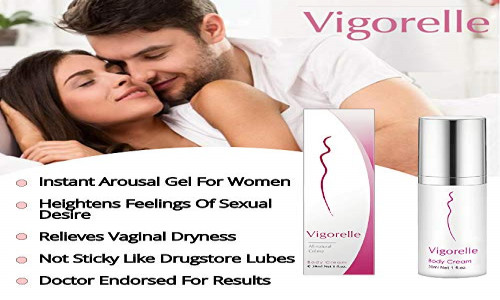 Vigorelle
Instant Arousal Gel For Women
Heightens Feelings Of Sexual
Desire
Relieves Vaginal Dryness
Not Sticky Like Drugstore Lubes
Doctor Endorsed For Results
Vigorelle
Body Cream
Vigorelle
Body Cream